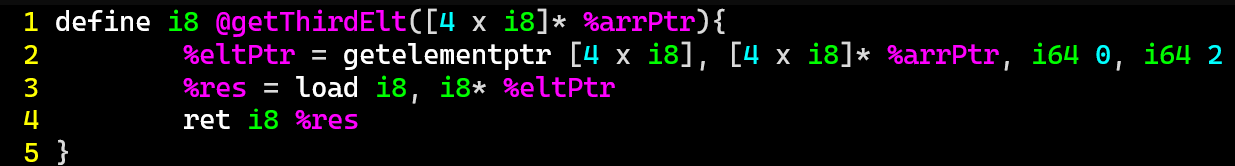 1 define i8 @getThirdElt([4 x i8]* %arrPtr){
2         %eltPtr = getelementptr [4 x i8], [4 x i8]* %arrPtr, i64 0, i64 2
3         %res = load i8, i8* %eltPtr
4         ret i8 %res
5 }